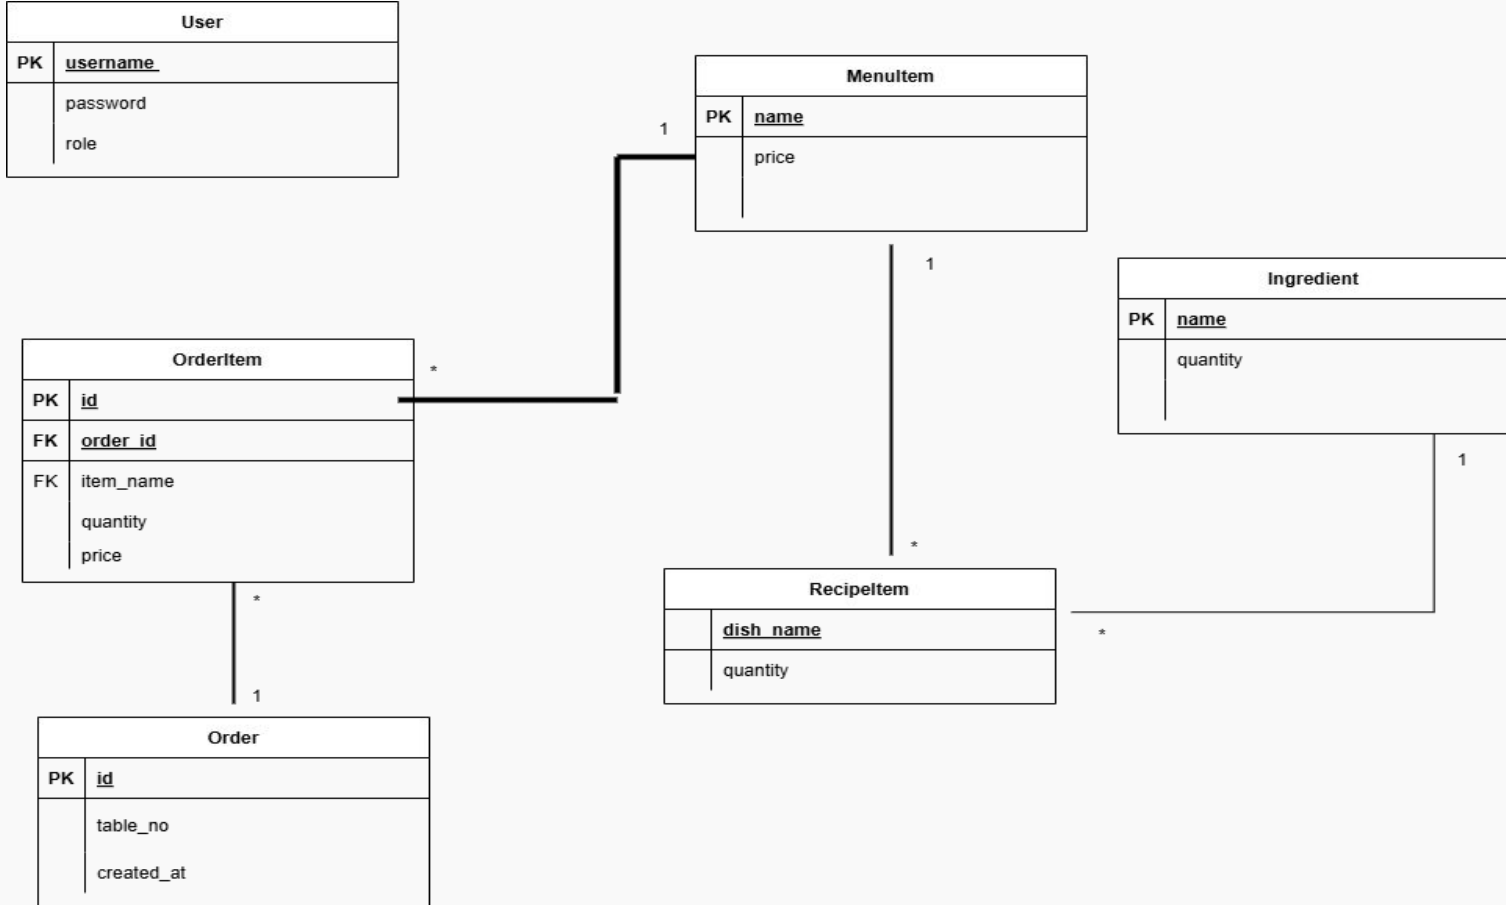 User
PK username
password
role
MenuItem
PK name
price
1
1
Ingredient
PK name
quantity
1
OrderItem
*
PK id
FK order_id
FK item_name
quantity
price
*
1
*
RecipeItem
dish_name
quantity
*
Order
PK id
table_no
created_at